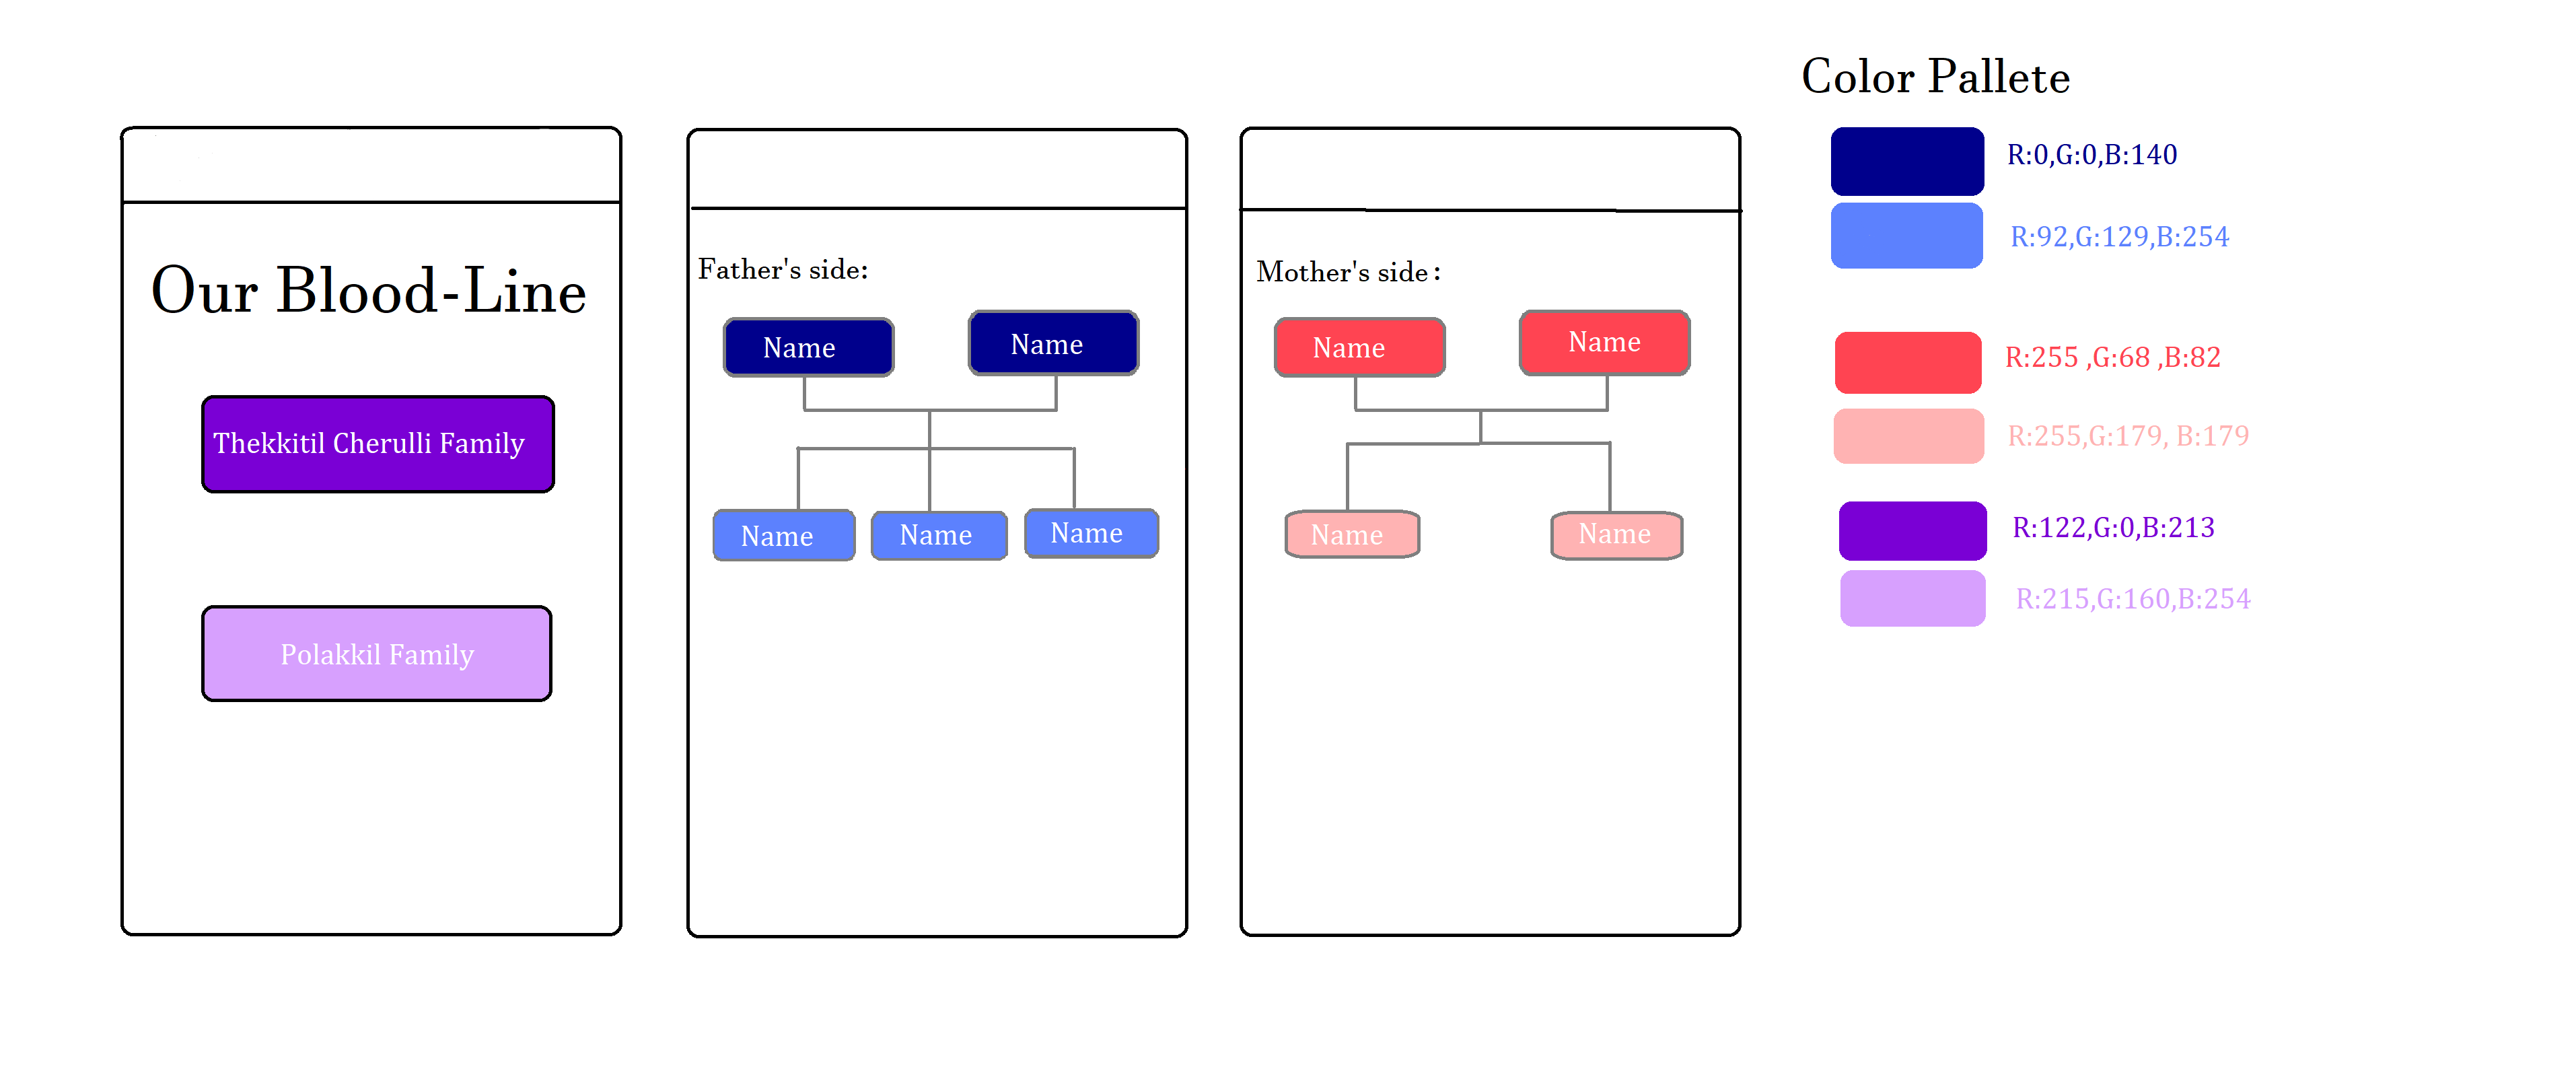 Our Blood-Line
Thekkitil Cherulli Family
Polakkil Family
Father's side:
Name
Name
Name
Name
Name
Mother's side :
Name
Name
Name
Name
Color Pallete
R:0,G:0,B:140
R:92,G:129,B:254
R:255 ,G:68 ,B:82
R:255,G:179, B:179
R:122,G:0,B:213
R:215,G:160,B:254